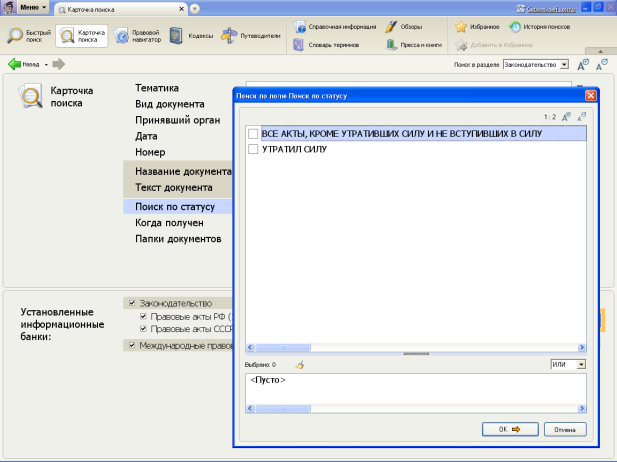 Меню
Карточка поиска
Быстрый поиск
Карточка поиска
Правовой навигатор
Кодексы
Путеводители
Справочная информация
Словарь терминов
Обзоры
Пресса и книги
Избранное
История поисков
Добавить в Избранное
Назад
Поиск в разделе Законодательство
Карточка поиска
Тематика
Вид документа
Принявший орган
Дата
Номер
Название документа
Текст документа
Поиск по статусу
Когда получен
Папки документов
Установленные информационные банки:
Законодательство
Правовые акты РФ (
Правовые акты СССР
Международные правов
Поиск по полю Поиск по статусу
1 : 2
ВСЕ АКТЫ, КРОМЕ УТРАТИВШИХ СИЛУ И НЕ ВСТУПИВШИХ В СИЛУ
УТРАТИЛ СИЛУ
Выбрано: 0
ИЛИ
<Пусто>
OK
Отмена